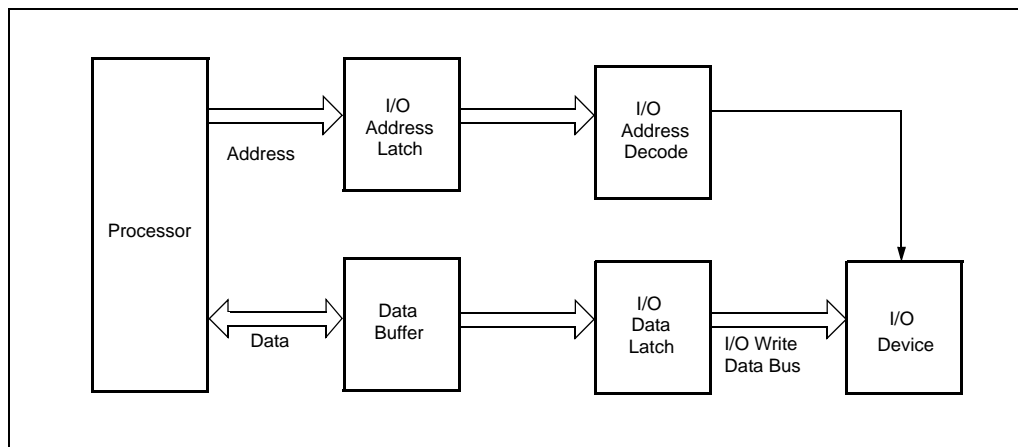 Processor
Address
I/O
Address
Latch
I/O
Address
Decode
Data
Data
Buffer
I/O
Data
Latch
I/O Write
Data Bus
I/O
Device